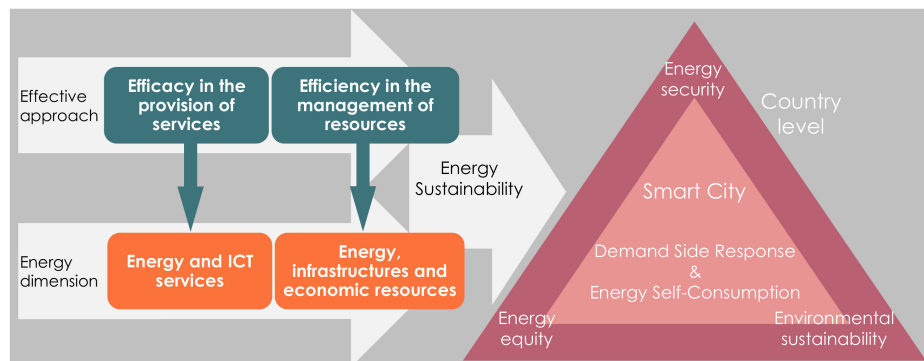 Effective
approach
Efficacy in the
provision of
services
Efficiency in the
management of
resources
Energy
dimension
Energy and ICT
services
Energy,
infrastructures and
economic resources
Energy
Sustainability
Energy
security
Country
level
Smart City
Demand Side Response
&
Energy Self-Consumption
Energy
equity
Environmental
sustainability